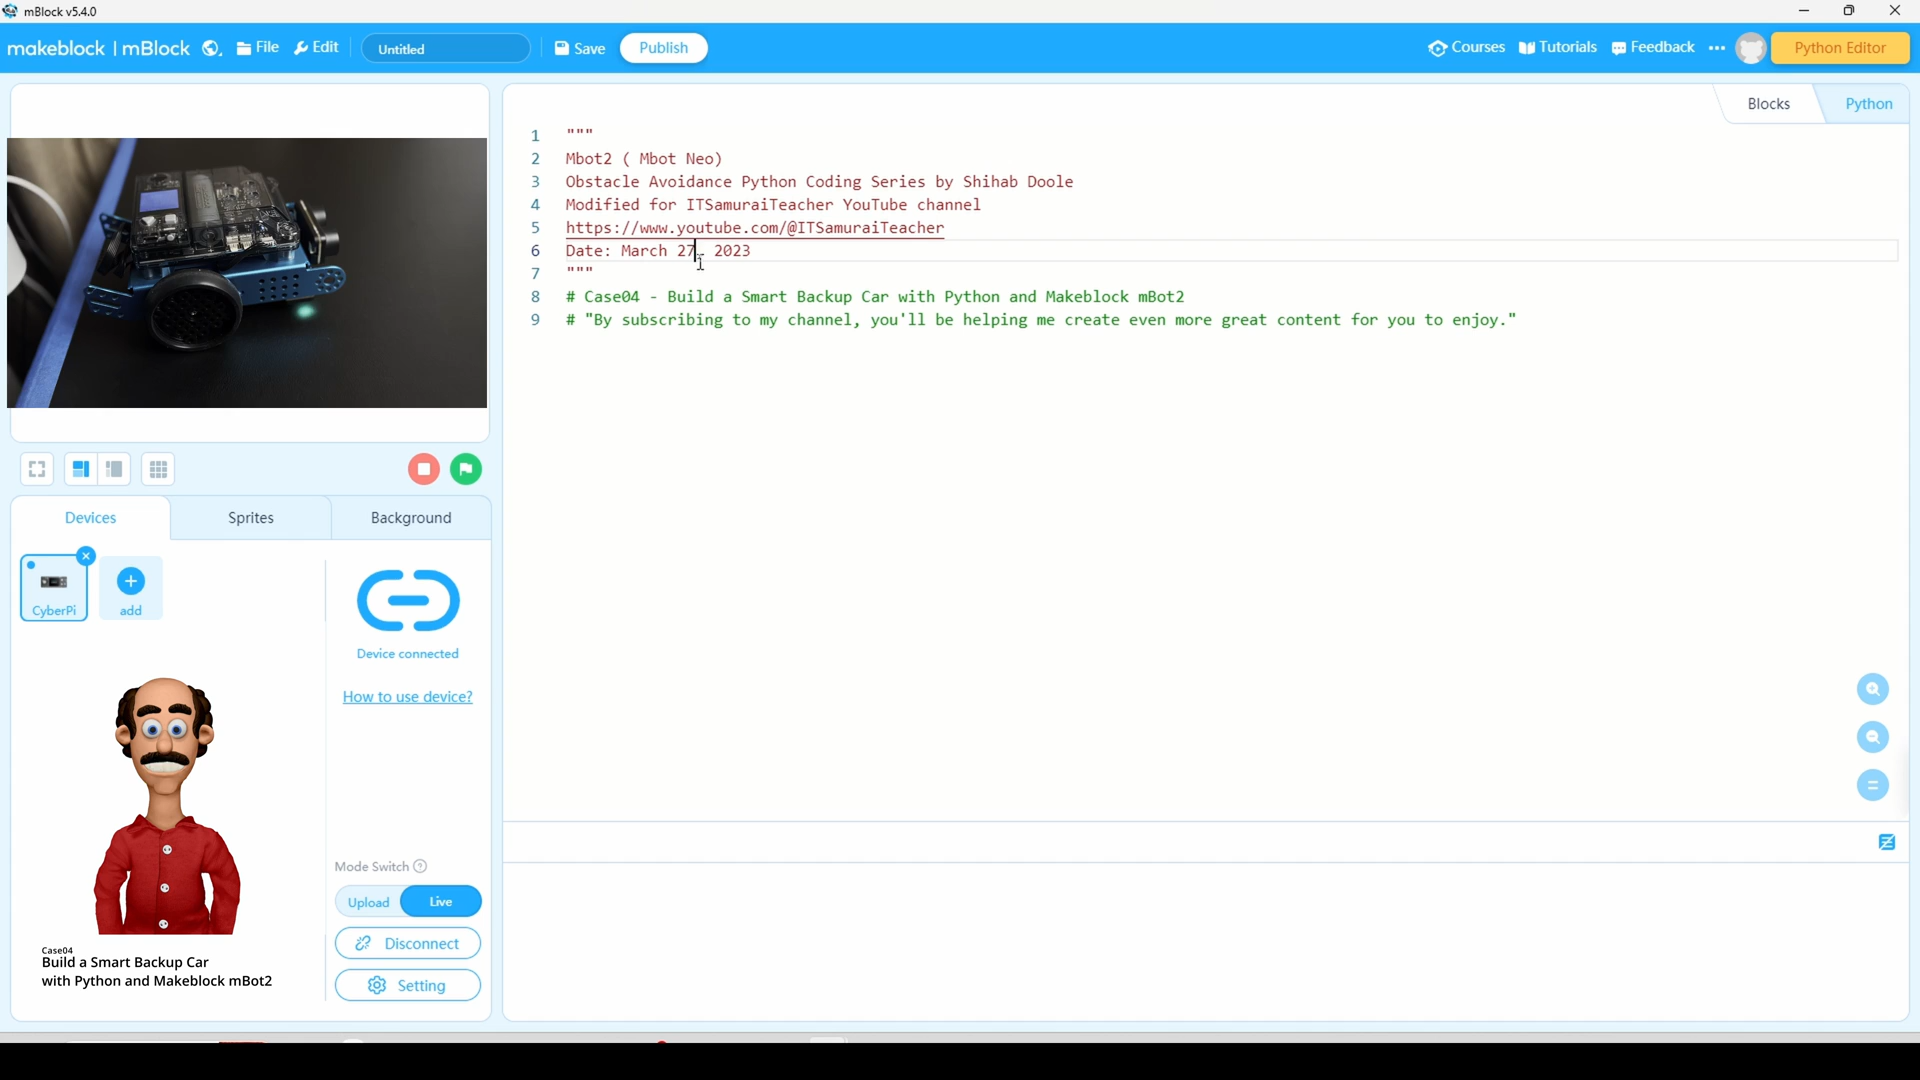 mBlock v5.4.0
makeblock | mBlock
File
Edit
Untitled
Save
Publish
Courses
Tutorials
Feedback
Python Editor
Blocks
Python
1 """
2 Mbot2 ( Mbot Neo)
3 Obstacle Avoidance Python Coding Series by Shihab Doole
4 Modified for ITSamuraiTeacher YouTube channel
5 https://www.youtube.com/@ITSamuraiTeacher
6 Date: March 27, 2023
7 """
8 # Case04 - Build a Smart Backup Car with Python and Makeblock mBot2
9 # "By subscribing to my channel, you'll be helping me create even more great content for you to enjoy."
Devices
Sprites
Background
CyberPi
add
Device connected
How to use device?
Mode Switch
Upload
Live
Disconnect
Setting
Case04
Build a Smart Backup Car
with Python and Makeblock mBot2